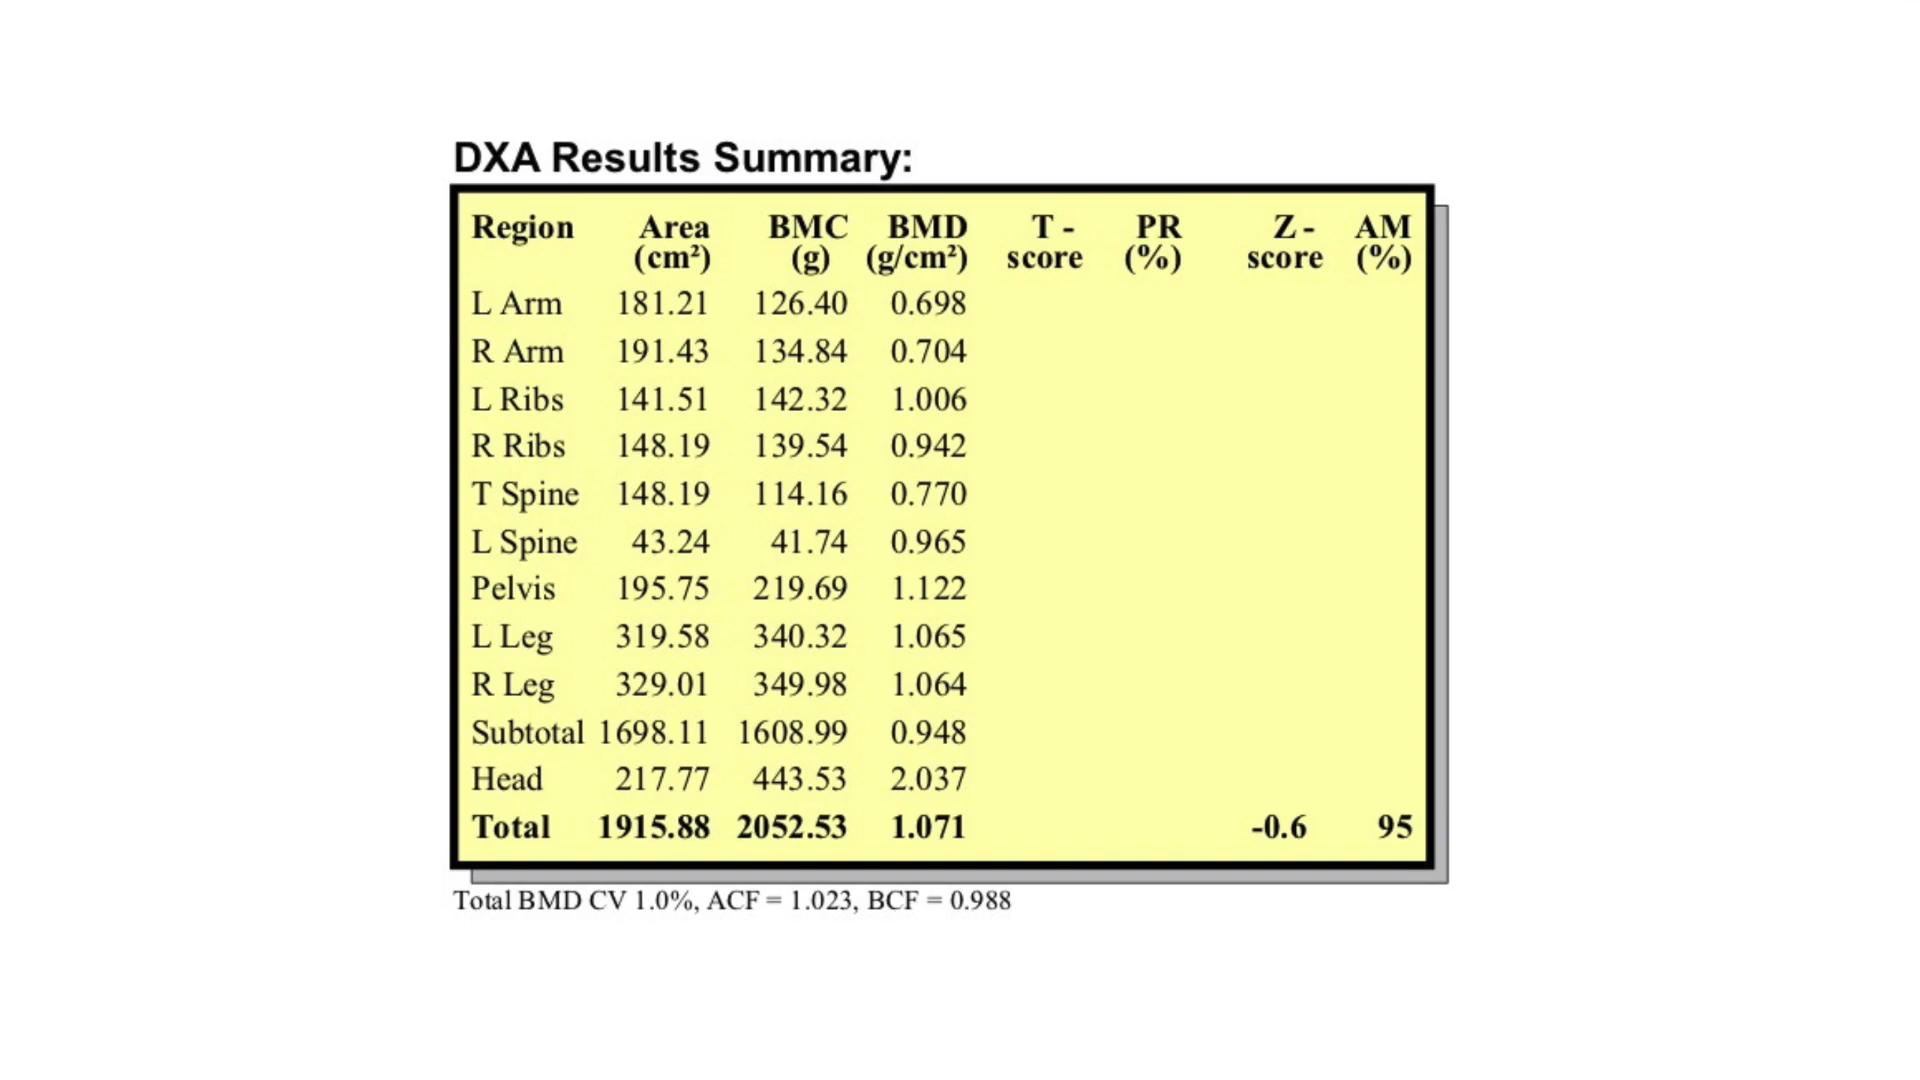 DXA Results Summary:
Region Area BMC BMD T - PR Z - AM
(cm²) (g) (g/cm²) score (%) score (%)
L Arm 181.21 126.40 0.698
R Arm 191.43 134.84 0.704
L Ribs 141.51 142.32 1.006
R Ribs 148.19 139.54 0.942
T Spine 148.19 114.16 0.770
L Spine 43.24 41.74 0.965
Pelvis 195.75 219.69 1.122
L Leg 319.58 340.32 1.065
R Leg 329.01 349.98 1.064
Subtotal 1698.11 1608.99 0.948
Head 217.77 443.53 2.037
Total 1915.88 2052.53 1.071 -0.6 95
Total BMD CV 1.0%, ACF = 1.023, BCF = 0.988